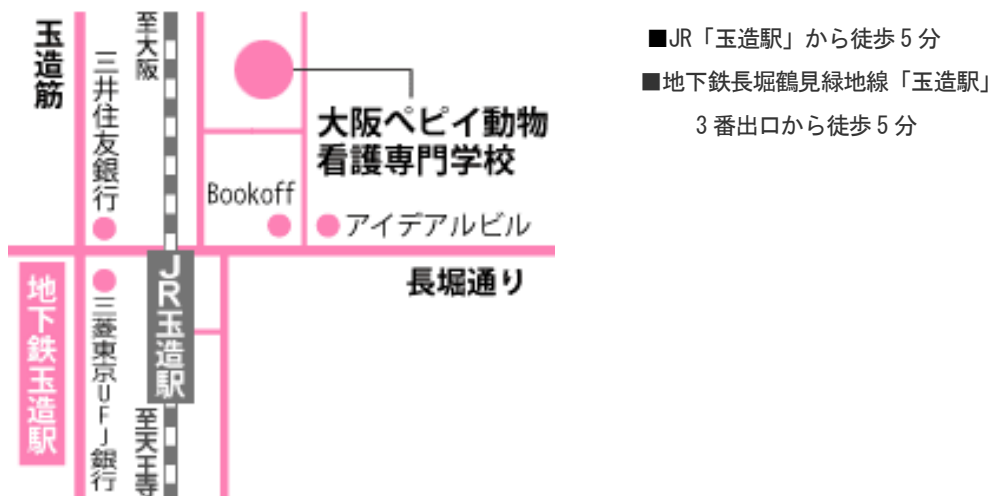 玉造筋
三井住友銀行
至大阪
大阪ペピイ動物
看護専門学校
Bookoff
アイデアルビル
長堀通り
地下鉄玉造駅
三菱東京UFJ銀行
JR玉造駅
至天王寺
■JR「玉造駅」から徒歩5分
■地下鉄長堀鶴見緑地線「玉造駅」
3番出口から徒歩5分